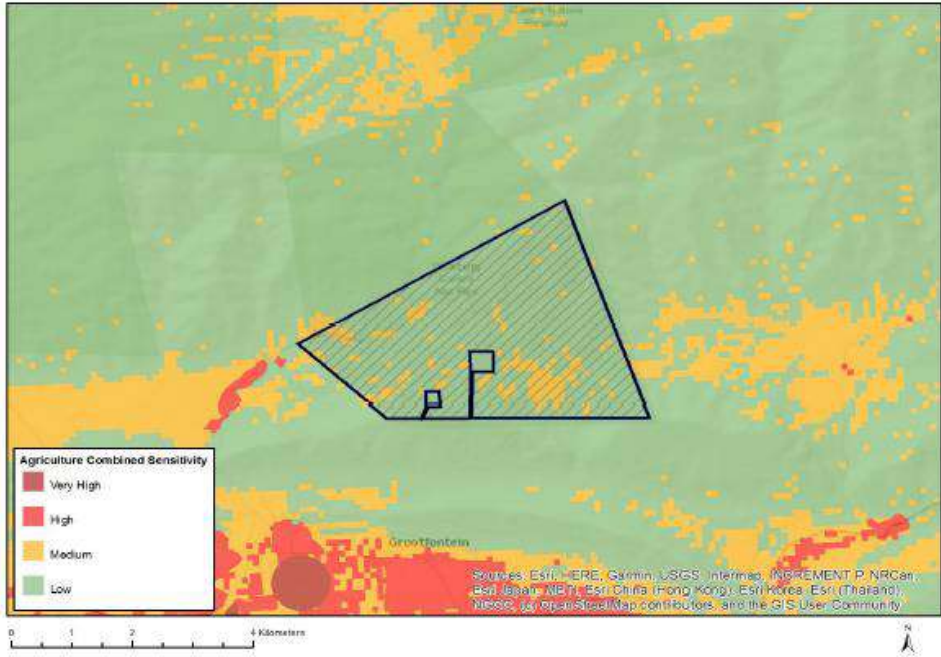 Agriculture Combined Sensitivity
Very High
High
Medium
Low
Grootfontein
Sources: Esri, HERE, Garmin, USGS, Intermap, INCREMENT P, NRCan,
Esri Japan, METI, Esri China (Hong Kong), Esri Korea, Esri (Thailand),
NGCC, (c) OpenStreetMap contributors, and the GIS User Community
0 1 2 4 Kilometers
N